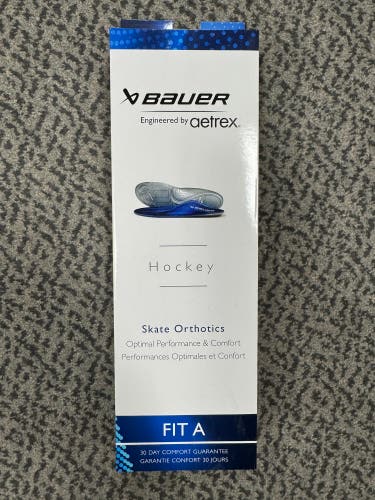 BAUER
Engineered by aetrex
Hockey
Skate Orthotics
Optimal Performance & Comfort
Performances Optimales et Confort
FIT A
30 DAY COMFORT GUARANTEE
GARANTIE CONFORT 30 JOURS